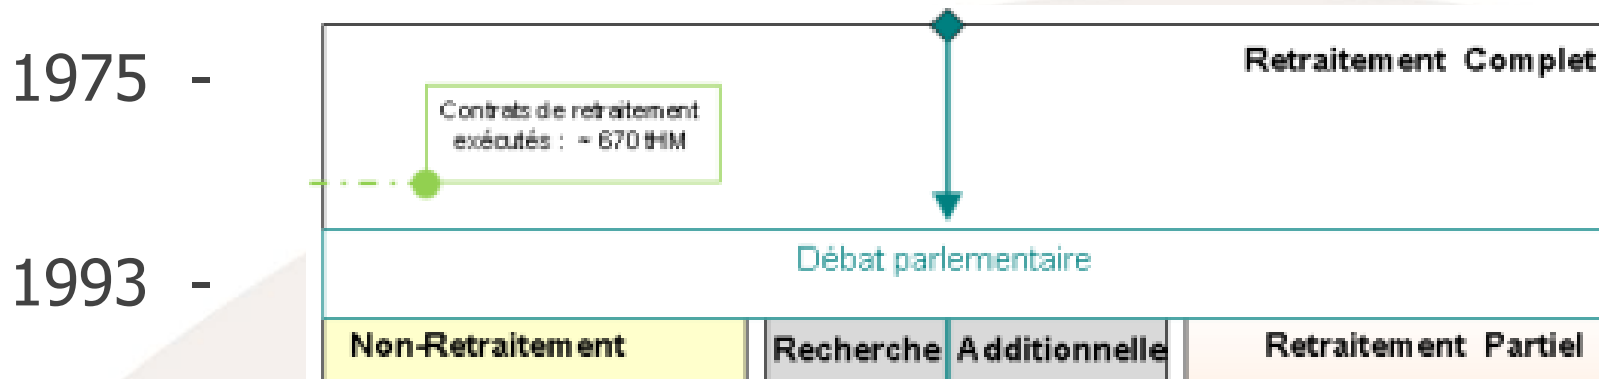 1975 -
Retraitement Complet
Contrats de retraitement
exécutés : ~ 670 tHM
1993 -
Débat parlementaire
Non-Retraitement
Recherche Additionnelle
Retraitement Partiel